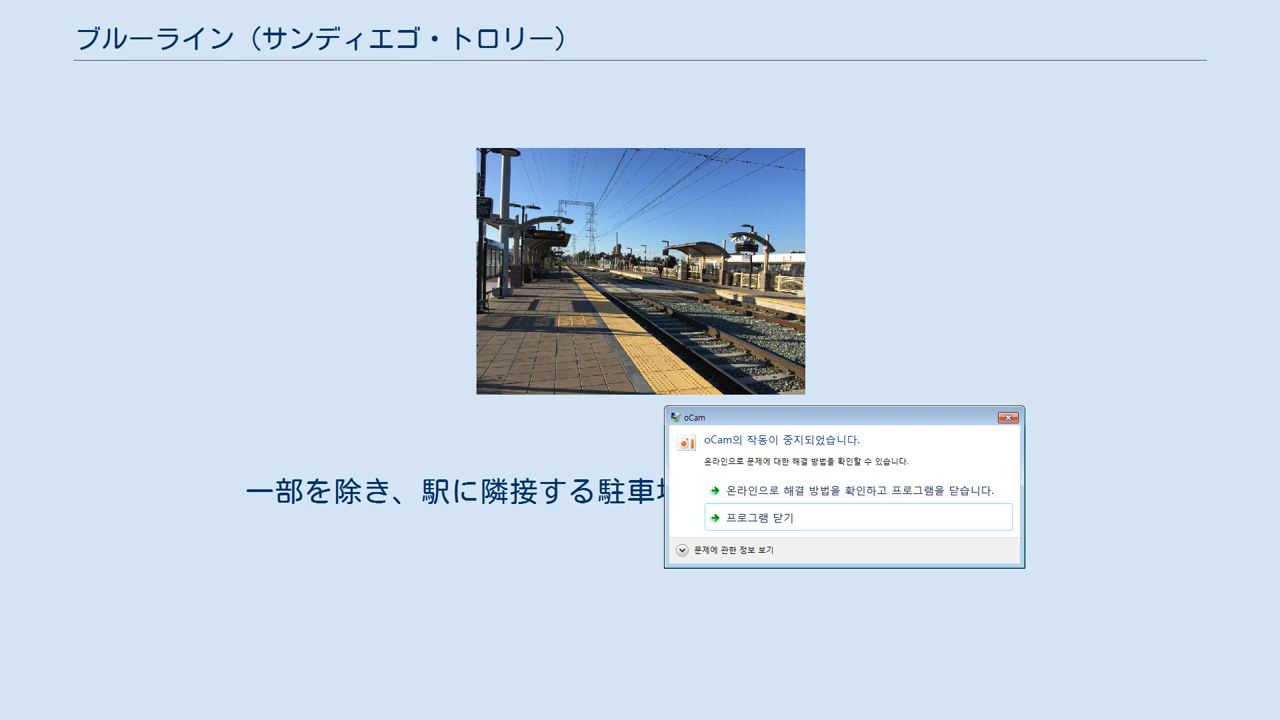 ブルーライン（サンディエゴ・トロリー）
一部を除き、駅に隣接する駐車
oCam
oCam의 작동이 중지되었습니다.
온라인으로 문제에 대한 해결 방법을 확인할 수 있습니다.
온라인으로 해결 방법을 확인하고 프로그램을 닫습니다.
프로그램 닫기
문제에 관한 정보 보기